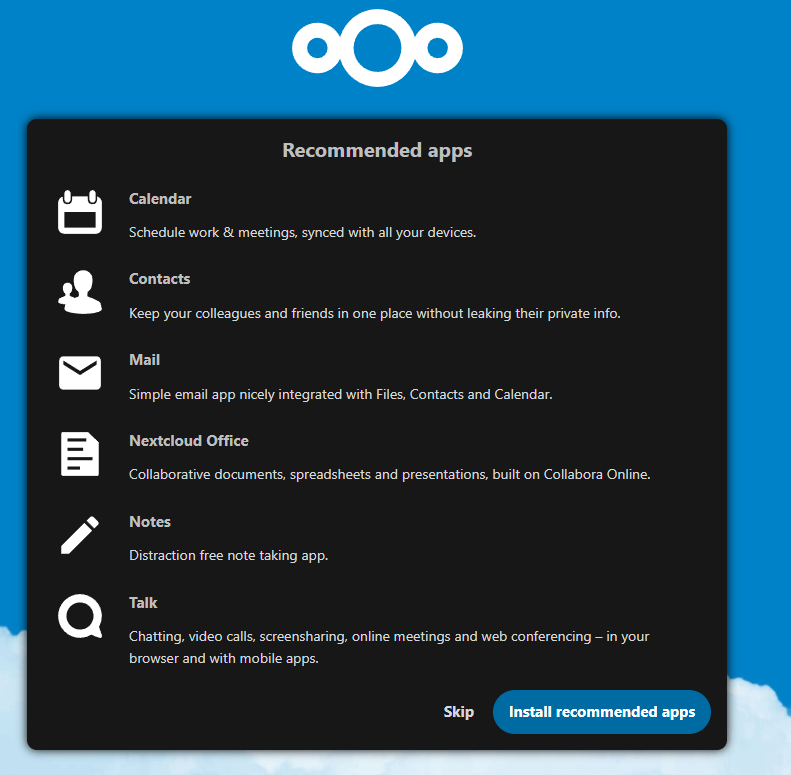 Recommended apps
Calendar
Schedule work & meetings, synced with all your devices.
Contacts
Keep your colleagues and friends in one place without leaking their private info.
Mail
Simple email app nicely integrated with Files, Contacts and Calendar.
Nextcloud Office
Collaborative documents, spreadsheets and presentations, built on Collabora Online.
Notes
Distraction free note taking app.
Talk
Chatting, video calls, screensharing, online meetings and web conferencing – in your
browser and with mobile apps.
Skip Install recommended apps